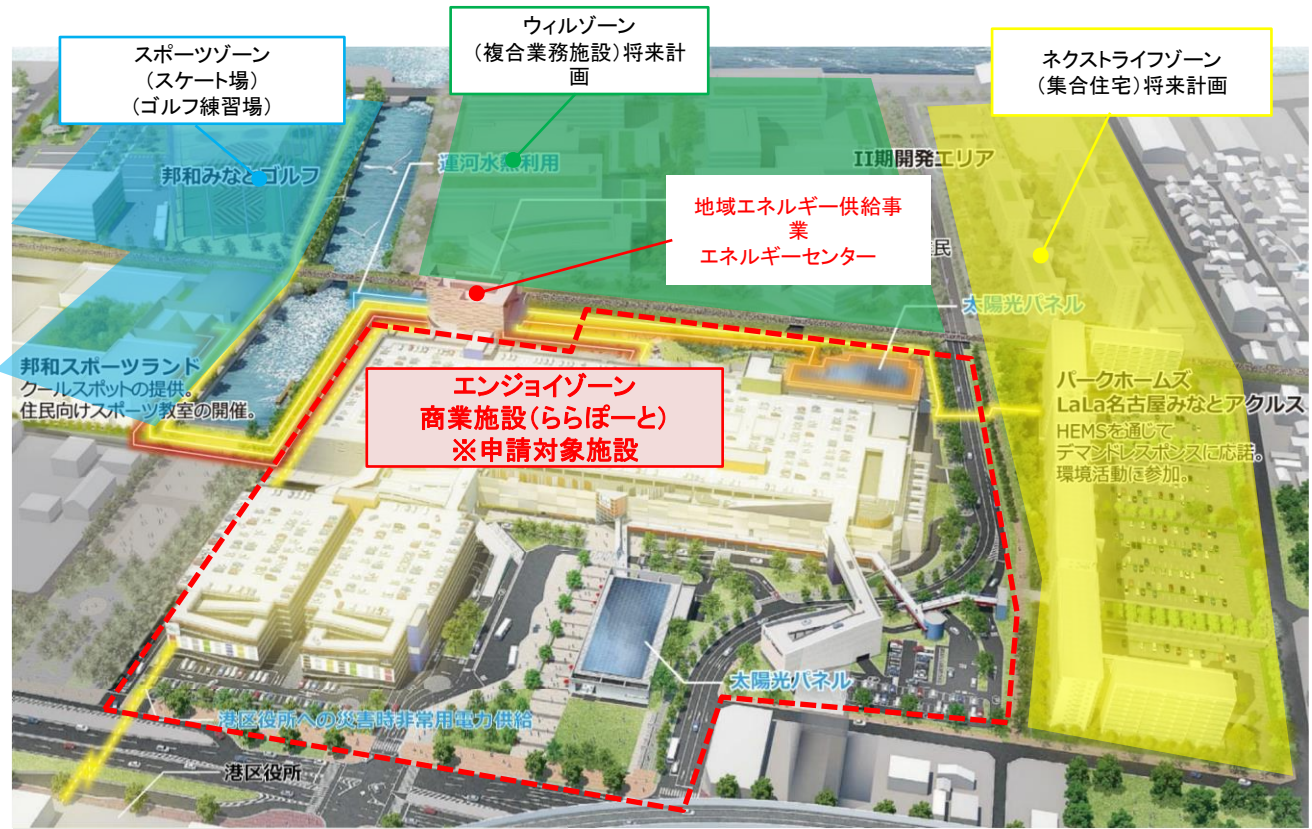 スポーツゾーン
(スケート場)
(ゴルフ練習場)
ウィルゾーン
(複合業務施設)将来計
画
ネクストライフゾーン
(集合住宅)将来計画
邦和みなとゴルフ
運河水熱利用
II期開発エリア
地域エネルギー供給事
業
エネルギーセンター
民
太陽光パネル
邦和スポーツランド
クールスポットの提供。
住民向けスポーツ教室の開催。
エンジョイゾーン
商業施設(ららぽーと)
※申請対象施設
パークホームズ
LaLa名古屋みなとアクルス
HEMSを通じて
デマンドレスポンスに応諾。
環境活動に参加。
太陽光パネル
港区役所への災害時非常用電力供給
港区役所